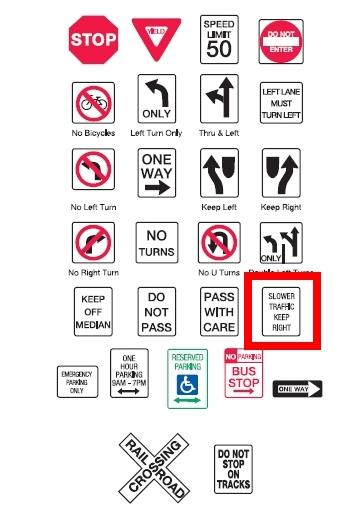 STOP
YIELD
SPEED
LIMIT
50
DO NOT
ENTER
No Bicycles
ONLY
Left Turn Only
Thru & Left
LEFT LANE
MUST
TURN LEFT
No Left Turn
ONE
WAY
Keep Left
Keep Right
No Right Turn
NO
TURNS
No U Turns
ONLY
Double Left Turns
KEEP
OFF
MEDIAN
DO
NOT
PASS
PASS
WITH
CARE
SLOWER
TRAFFIC
KEEP
RIGHT
EMERGENCY
PARKING
ONLY
ONE
HOUR
PARKING
9AM - 7PM
RESERVED
PARKING
NO PARKING
BUS
STOP
ONE WAY
RAILROAD
CROSSING
DO NOT
STOP
ON
TRACKS